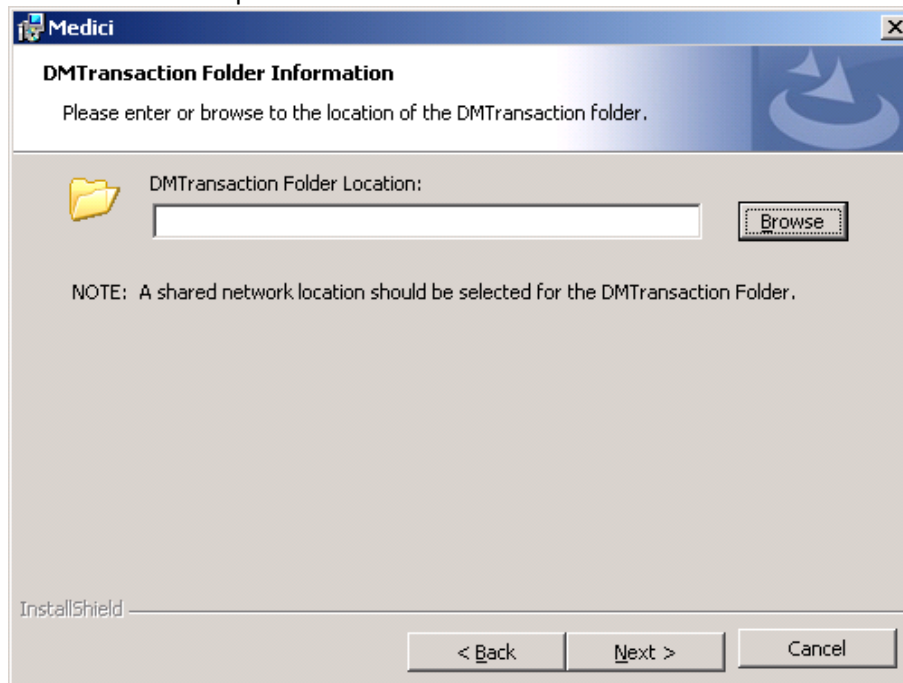 Medici
DMTransaction Folder Information
Please enter or browse to the location of the DMTransaction folder.
DMTransaction Folder Location:
Browse
NOTE: A shared network location should be selected for the DMTransaction Folder.
InstallShield
< Back Next > Cancel